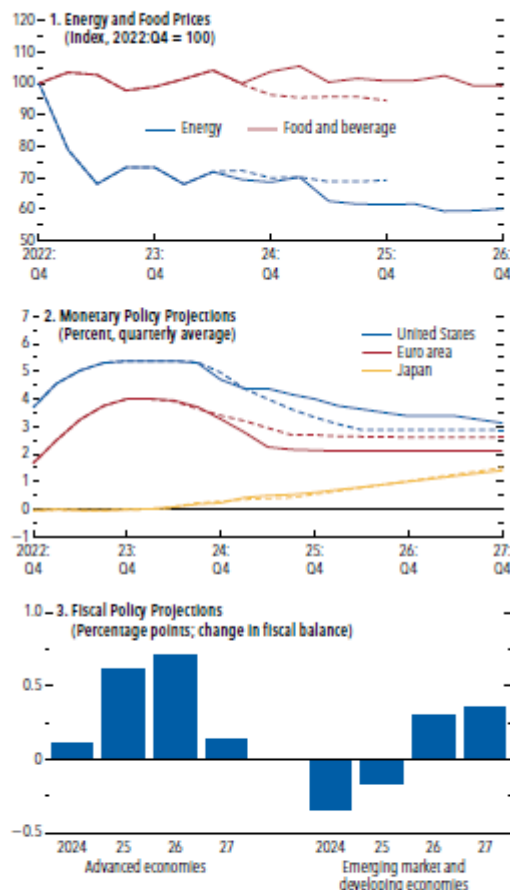 1. Energy and Food Prices
(Index, 2022:Q4 = 100)
120
110
100
90
80
70
60
50
Energy
Food and beverage
2022: 23: 24: 25: 26:
Q4 Q4 Q4 Q4 Q4
2. Monetary Policy Projections
(Percent, quarterly average)
7
6
5
4
3
2
1
0
−1
United States
Euro area
Japan
2022: 23: 24: 25: 26: 27:
Q4 Q4 Q4 Q4 Q4 Q4
3. Fiscal Policy Projections
(Percentage points; change in fiscal balance)
1.0
0.5
0
−0.5
2024 25 26 27 2024 25 26 27
Advanced economies Emerging market and
developing economies